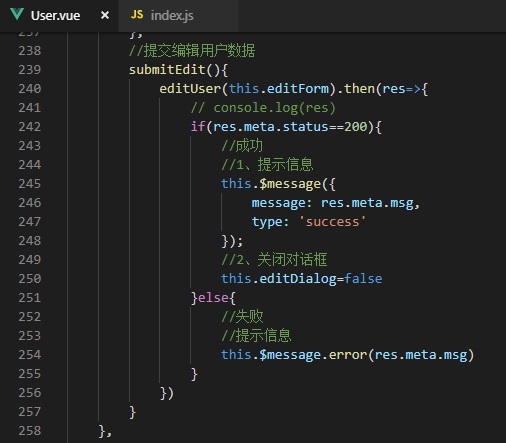 User.vue × JS index.js
237 },
238 //提交编辑用户数据
239 submitEdit(){
240 editUser(this.editForm).then(res=>{
241 // console.log(res)
242 if(res.meta.status==200){
243 //成功
244 //1、提示信息
245 this.$message({
246 message: res.meta.msg,
247 type: 'success'
248 });
249 //2、关闭对话框
250 this.editDialog=false
251 }else{
252 //失败
253 //提示信息
254 this.$message.error(res.meta.msg)
255 }
256 })
257 }
258 },